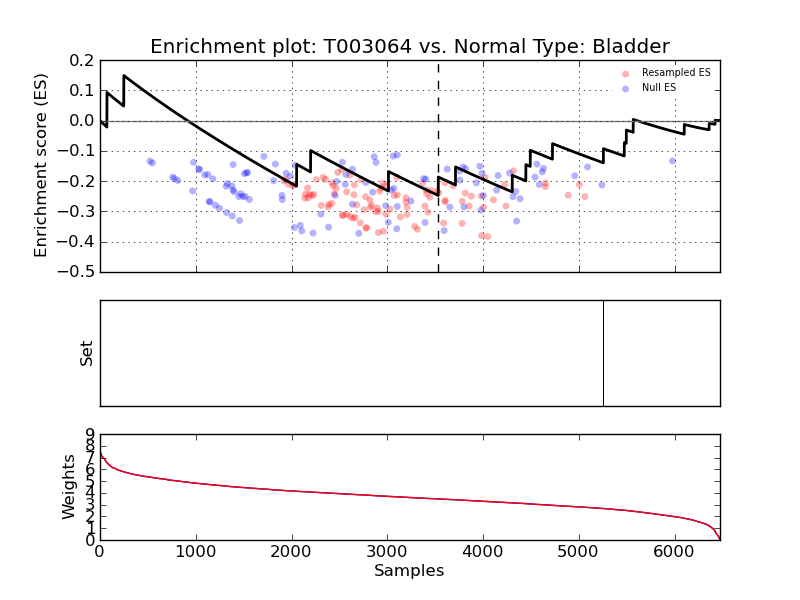 Enrichment plot: T003064 vs. Normal Type: Bladder
Enrichment score (ES)
0.2
0.1
0.0
−0.1
−0.2
−0.3
−0.4
−0.5
Resampled ES
Null ES
Set
Weights
9
8
7
6
5
4
3
2
1
0
0 1000 2000 3000 4000 5000 6000
Samples